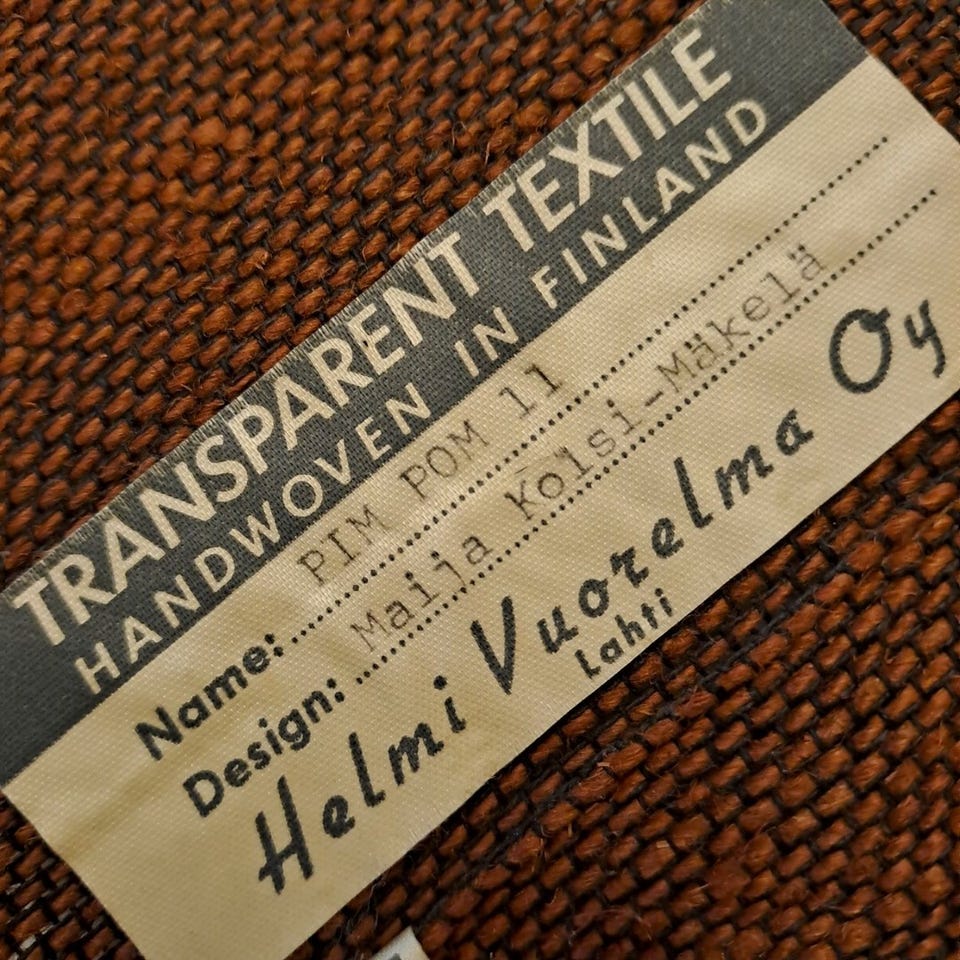 TRANSPARENT TEXTILE
HANDWOVEN IN FINLAND
Name: PIM POM 11
Design: Maija Kolsi-Mäkelä
Helmi Vuorelma Oy
Lahti